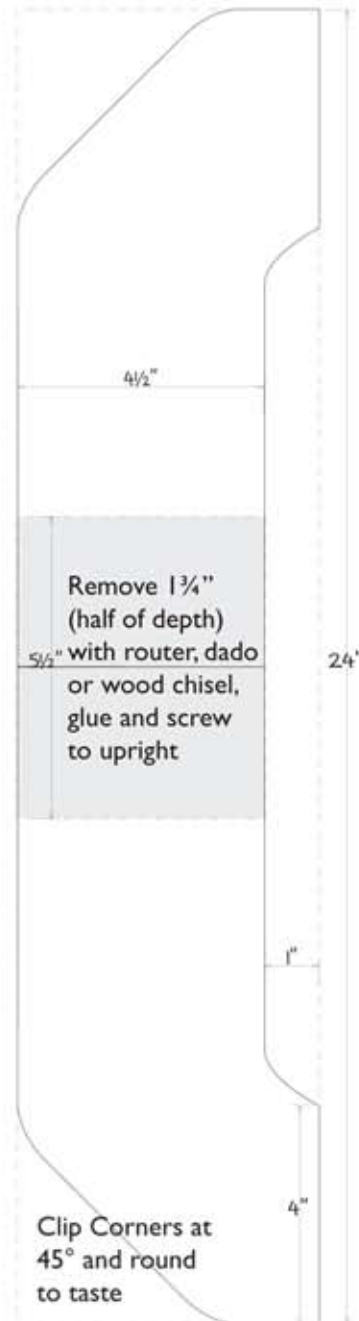 4½"
Remove 1¾”
(half of depth)
5½" with router, dado
or wood chisel,
glue and screw
to upright
24"
1"
4"
Clip Corners at
45° and round
to taste